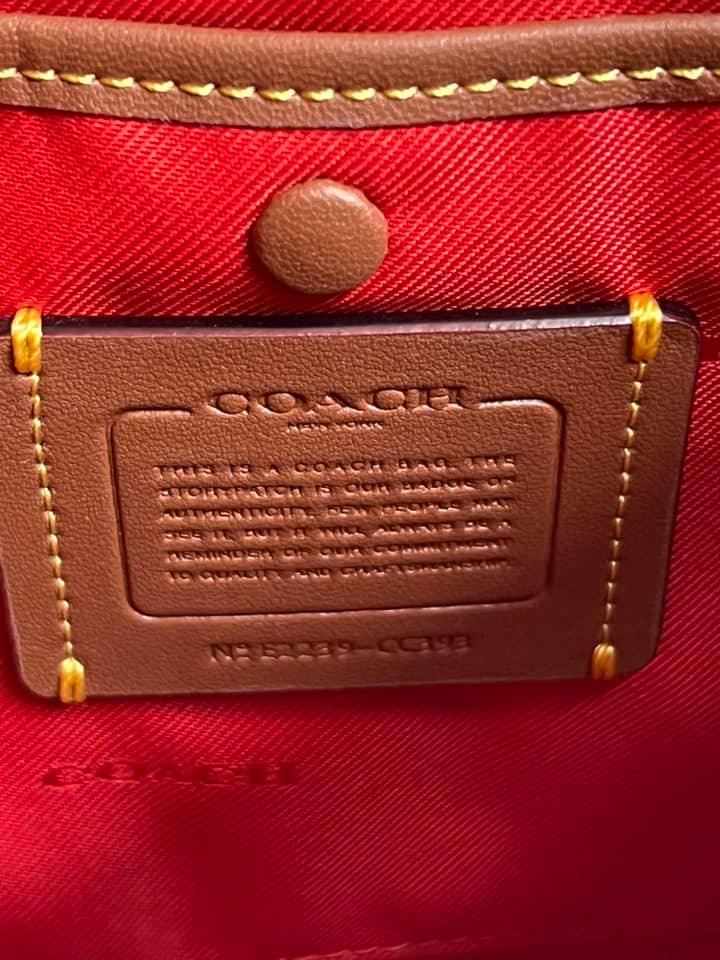 COACH
NEW YORK
THIS IS A COACH BAG. THE
STORYPATCH IS OUR BADGE OF
AUTHENTICITY. FEW PEOPLE MAY
SEE IT, BUT IT WILL ALWAYS BE A
REMINDER OF OUR COMMITMENT
TO QUALITY AND CRAFTSMANSHIP.
COACH